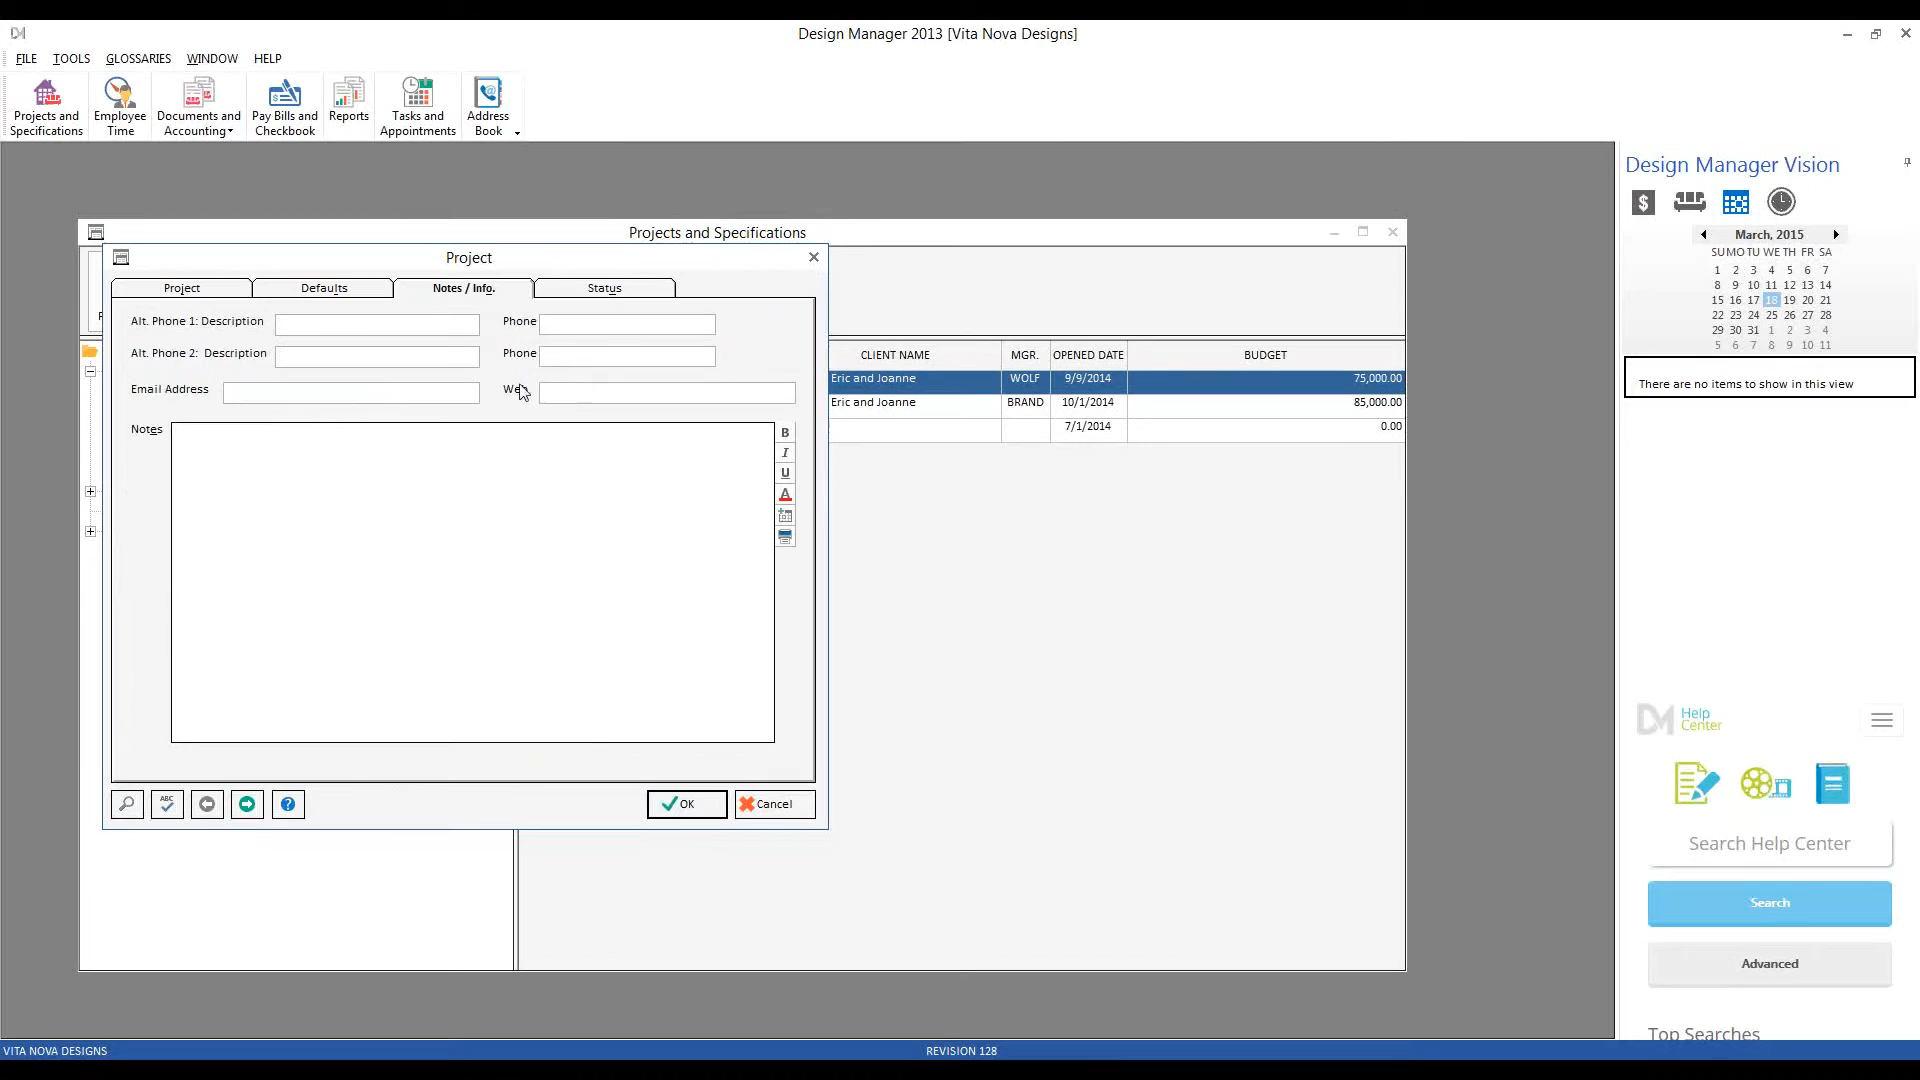 Design Manager 2013 [Vita Nova Designs]
FILE TOOLS GLOSSARIES WINDOW HELP
Projects and Specifications
Employee Time
Documents and Accounting
Pay Bills and Checkbook
Reports
Tasks and Appointments
Address Book
Projects and Specifications
Project
Project Defaults Notes / Info. Status
Alt. Phone 1: Description Phone
Alt. Phone 2: Description Phone
Email Address
Notes
B
I
U
A
ABC
?
OK Cancel
CLIENT NAME MGR. OPENED DATE BUDGET
Eric and Joanne WOLF 9/9/2014 75,000.00
Eric and Joanne BRAND 10/1/2014 85,000.00
7/1/2014 0.00
Design Manager Vision
$
March, 2015
SU MO TU WE TH FR SA
1 2 3 4 5 6 7
8 9 10 11 12 13 14
15 16 17 18 19 20 21
22 23 24 25 26 27 28
29 30 31 1 2 3 4
5 6 7 8 9 10 11
There are no items to show in this view
DM Help Center
Search Help Center
Search
Advanced
Top Searches
VITA NOVA DESIGNS REVISION 128